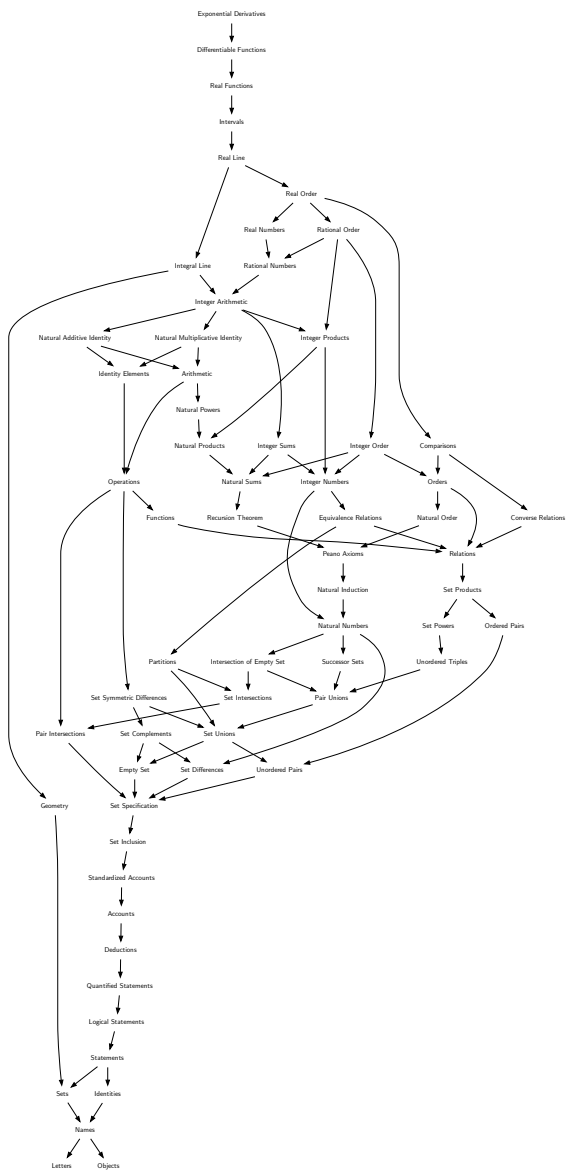 Exponential Derivatives
Differentiable Functions
Real Functions
Intervals
Real Line
Real Order
Real Numbers
Rational Order
Integral Line
Rational Numbers
Integer Arithmetic
Natural Additive Identity
Natural Multiplicative Identity
Integer Products
Identity Elements
Arithmetic
Natural Powers
Natural Products
Integer Sums
Integer Order
Comparisons
Operations
Natural Sums
Integer Numbers
Orders
Functions
Recursion Theorem
Equivalence Relations
Natural Order
Converse Relations
Peano Axioms
Relations
Natural Induction
Set Products
Natural Numbers
Set Powers
Ordered Pairs
Partitions
Intersection of Empty Set
Successor Sets
Unordered Triples
Set Symmetric Differences
Set Intersections
Pair Unions
Pair Intersections
Set Complements
Set Unions
Empty Set
Set Differences
Unordered Pairs
Geometry
Set Specification
Set Inclusion
Standardized Accounts
Accounts
Deductions
Quantified Statements
Logical Statements
Statements
Sets
Identities
Names
Letters
Objects